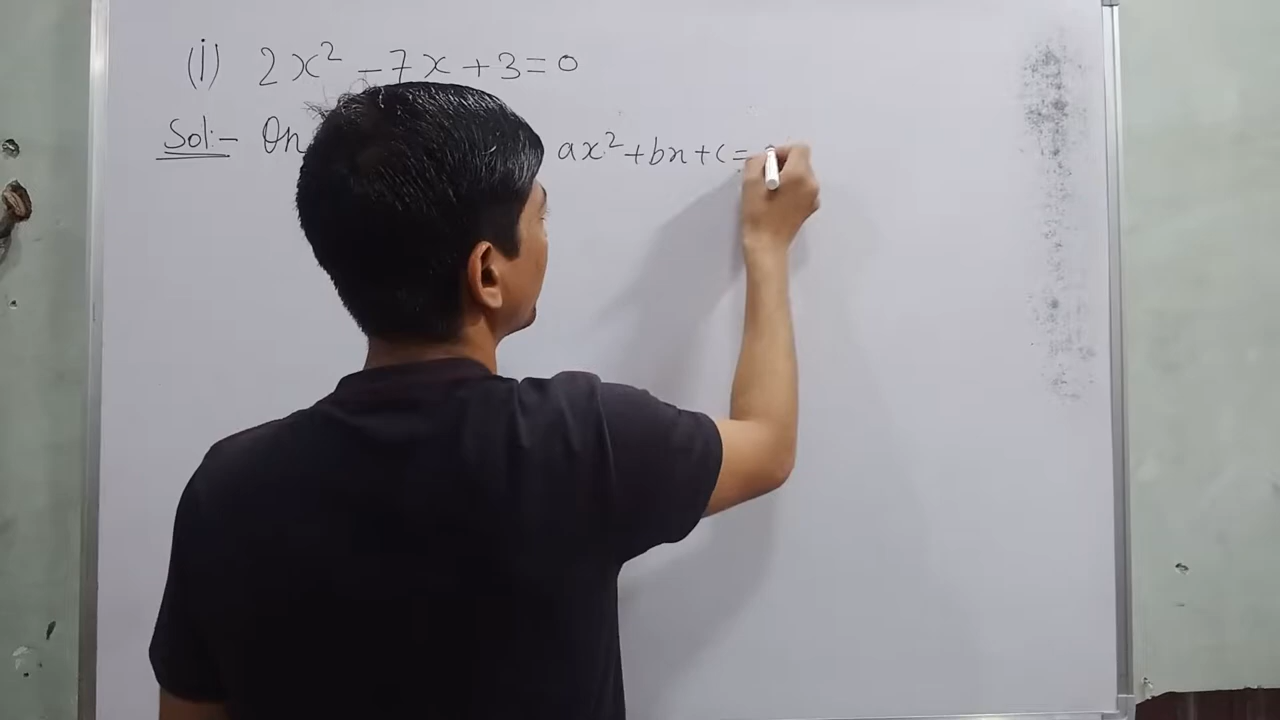 (i) 2x² - 7x + 3 = 0
Sol:- On ax² + bx + c =